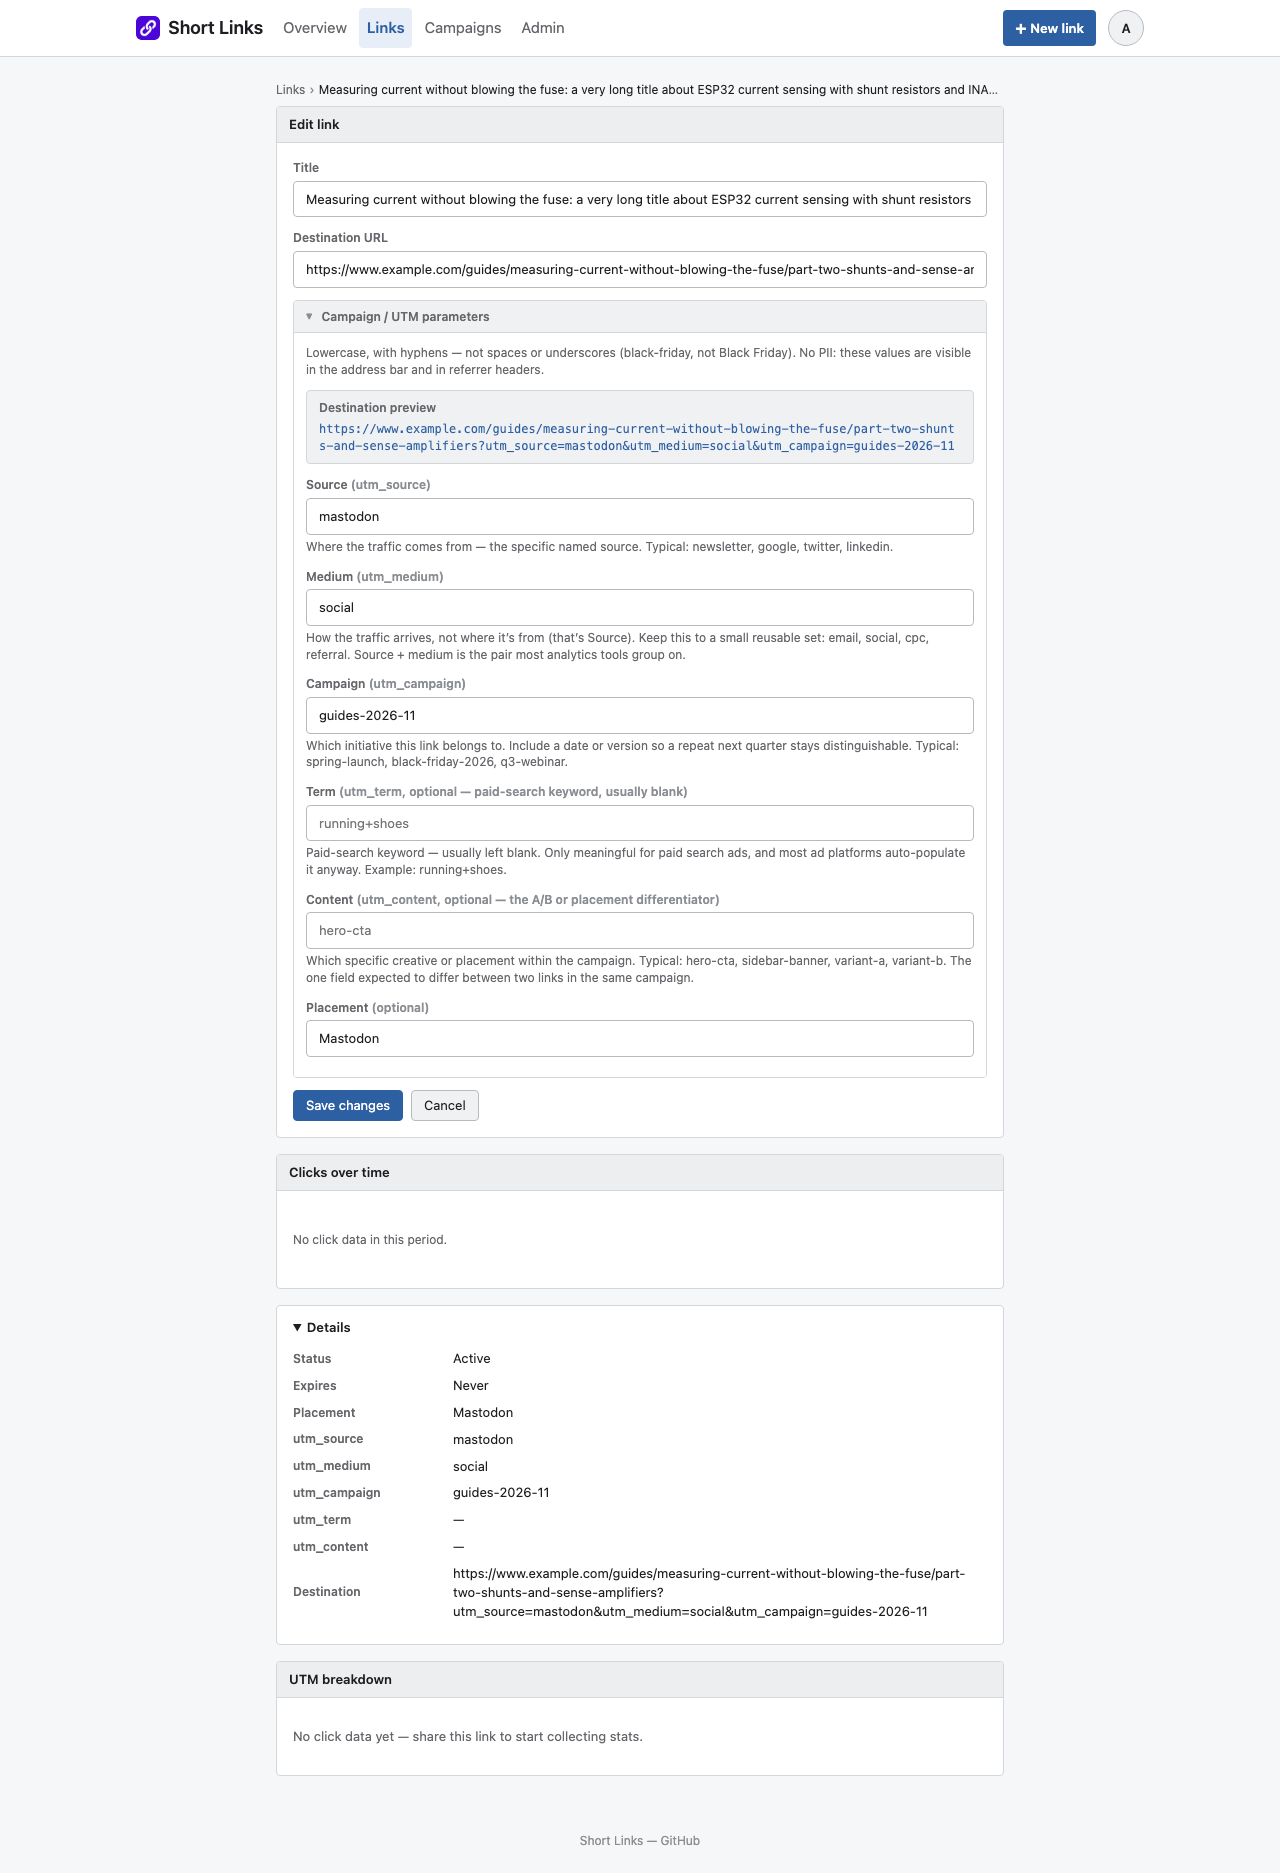 Short Links
Overview
Links
Campaigns
Admin
+ New link
A
Links › Measuring current without blowing the fuse: a very long title about ESP32 current sensing with shunt resistors and INA...
Edit link
Title
Measuring current without blowing the fuse: a very long title about ESP32 current sensing with shunt resistors
Destination URL
https://www.example.com/guides/measuring-current-without-blowing-the-fuse/part-two-shunts-and-sense-ar
▼ Campaign / UTM parameters
Lowercase, with hyphens — not spaces or underscores (black-friday, not Black Friday). No PII: these values are visible
in the address bar and in referrer headers.
Destination preview
https://www.example.com/guides/measuring-current-without-blowing-the-fuse/part-two-shunt
s-and-sense-amplifiers?utm_source=mastodon&utm_medium=social&utm_campaign=guides-2026-11
Source (utm_source)
mastodon
Where the traffic comes from — the specific named source. Typical: newsletter, google, twitter, linkedin.
Medium (utm_medium)
social
How the traffic arrives, not where it's from (that's Source). Keep this to a small reusable set: email, social, cpc,
referral. Source + medium is the pair most analytics tools group on.
Campaign (utm_campaign)
guides-2026-11
Which initiative this link belongs to. Include a date or version so a repeat next quarter stays distinguishable. Typical:
spring-launch, black-friday-2026, q3-webinar.
Term (utm_term, optional — paid-search keyword, usually blank)
running+shoes
Paid-search keyword — usually left blank. Only meaningful for paid search ads, and most ad platforms auto-populate
it anyway. Example: running+shoes.
Content (utm_content, optional — the A/B or placement differentiator)
hero-cta
Which specific creative or placement within the campaign. Typical: hero-cta, sidebar-banner, variant-a, variant-b. The
one field expected to differ between two links in the same campaign.
Placement (optional)
Mastodon
Save changes
Cancel
Clicks over time
No click data in this period.
▼ Details
Status Active
Expires Never
Placement Mastodon
utm_source mastodon
utm_medium social
utm_campaign guides-2026-11
utm_term —
utm_content —
Destination
https://www.example.com/guides/measuring-current-without-blowing-the-fuse/part-
two-shunts-and-sense-amplifiers?
utm_source=mastodon&utm_medium=social&utm_campaign=guides-2026-11
UTM breakdown
No click data yet — share this link to start collecting stats.
Short Links — GitHub